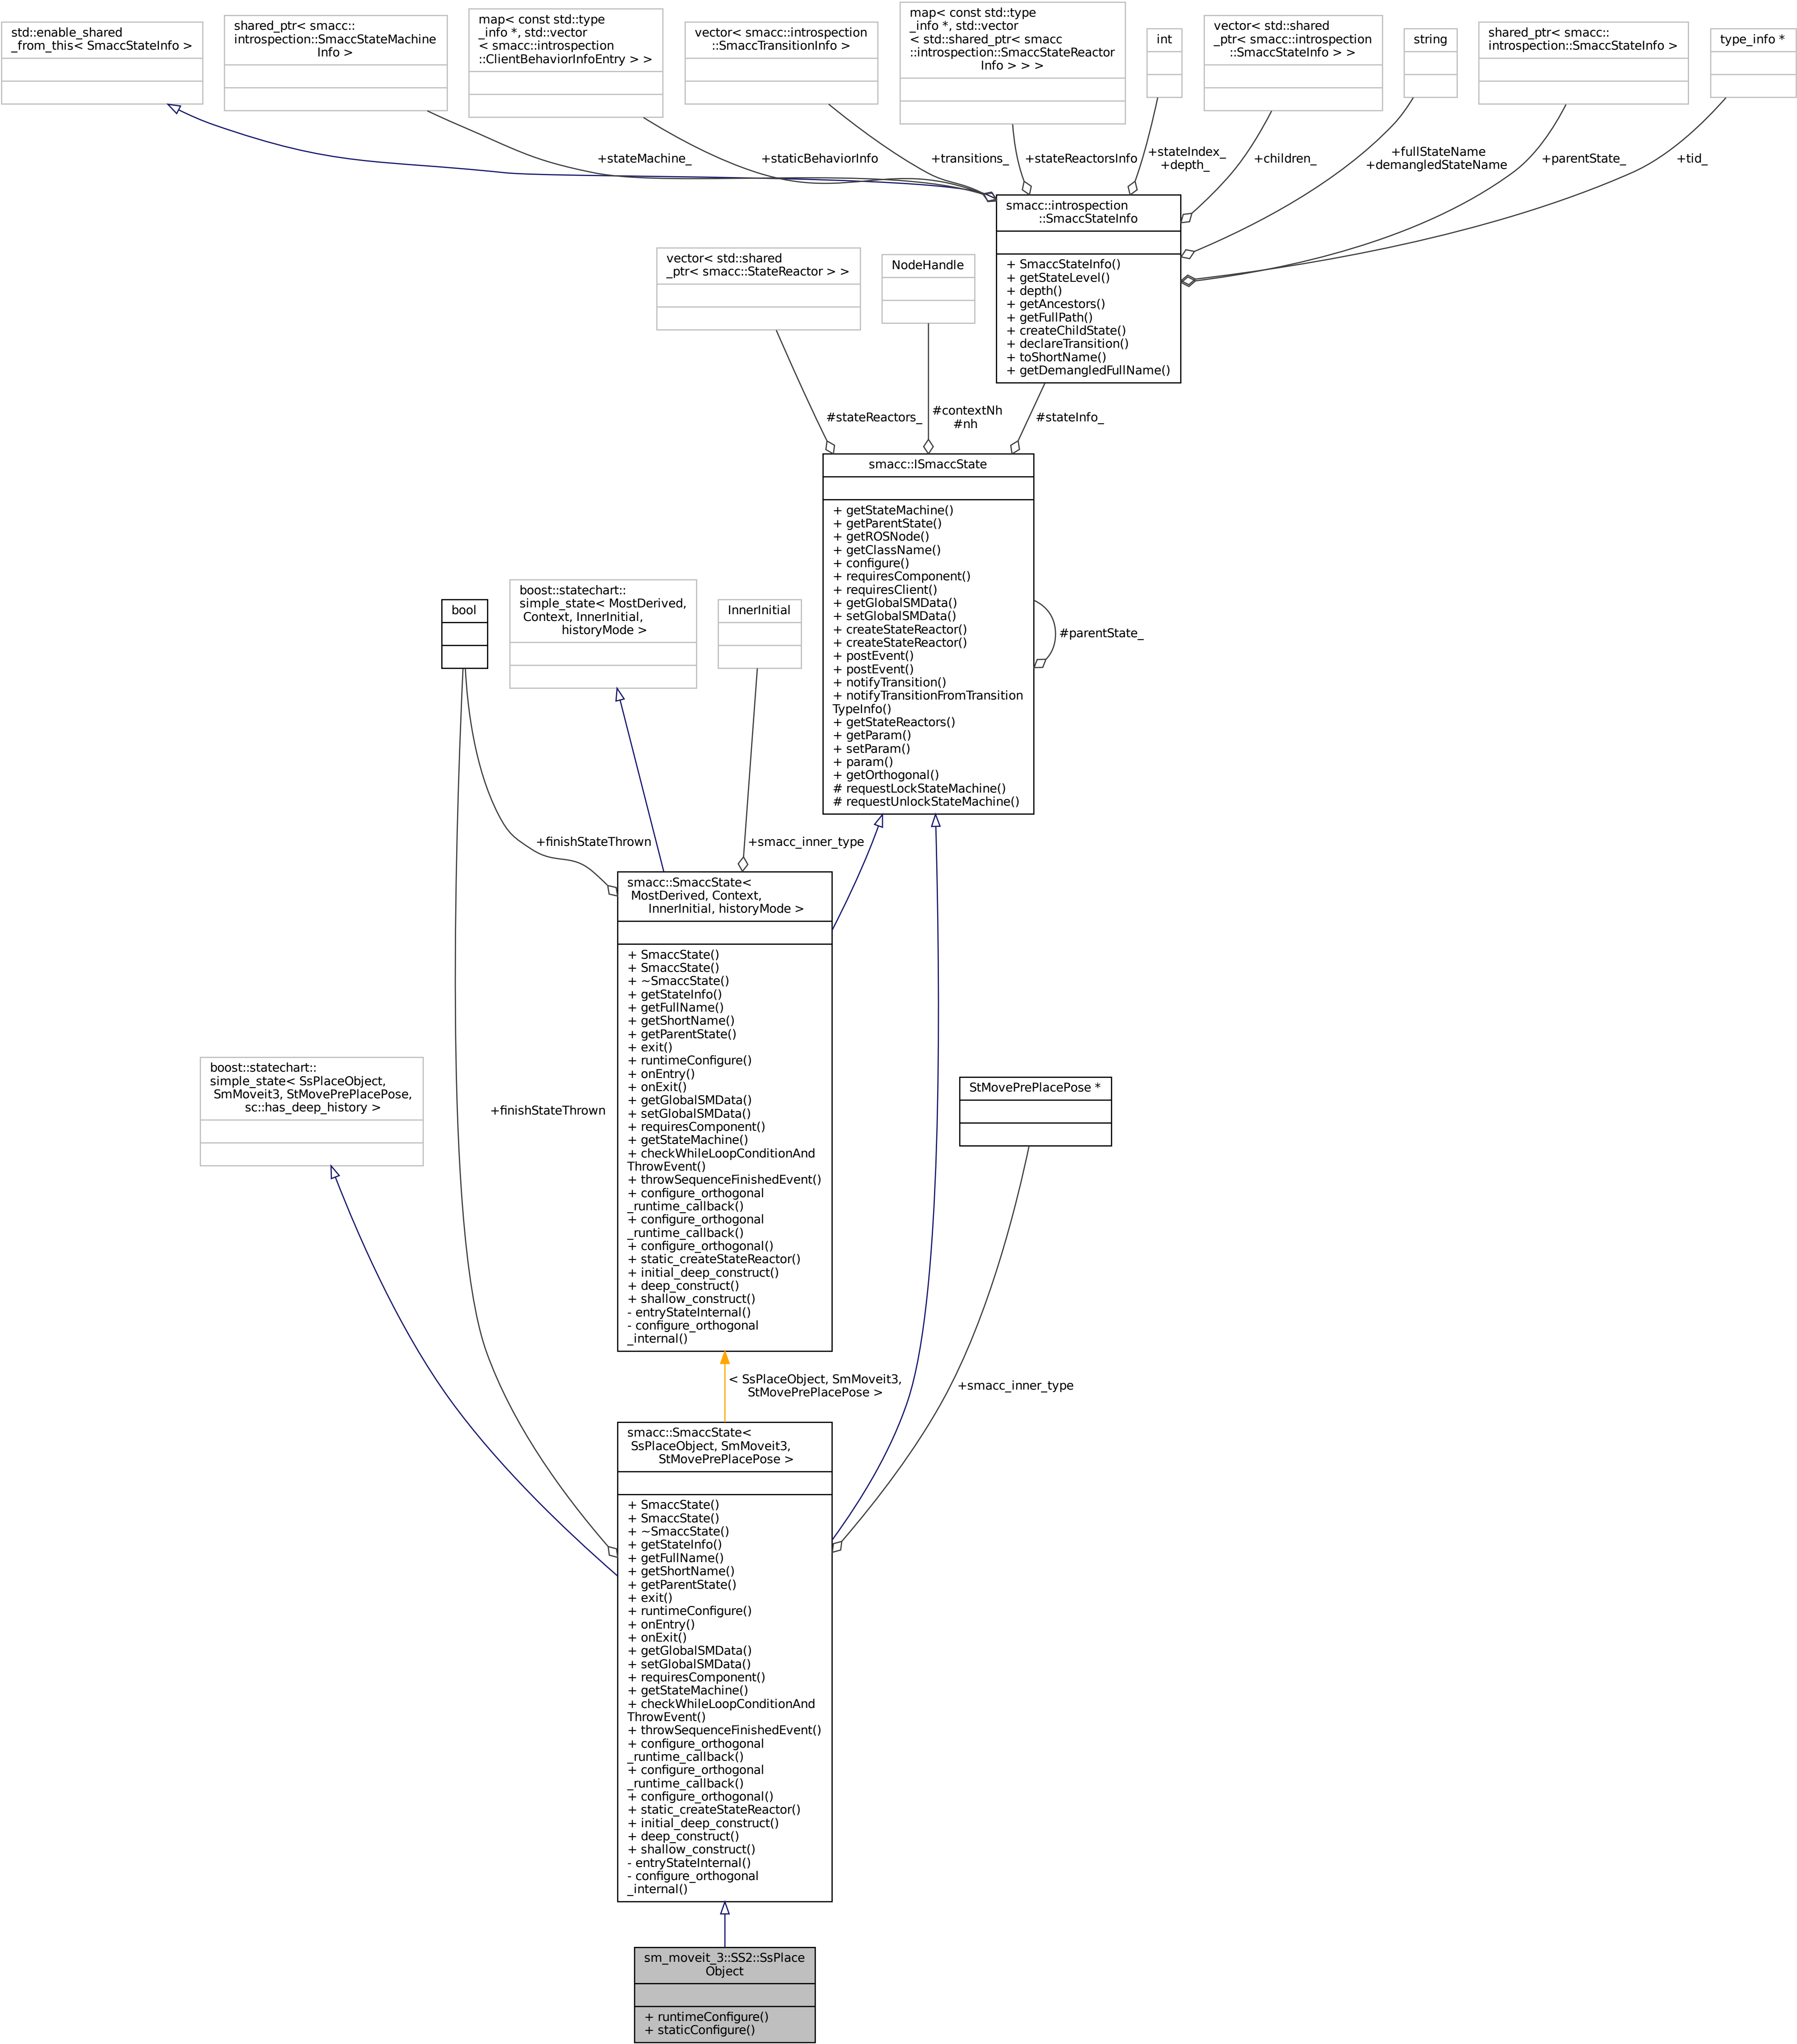 std::enable_shared
_from_this< SmaccStateInfo >
shared_ptr< smacc::
introspection::SmaccStateMachine
Info >
map< const std::type
_info *, std::vector
< smacc::introspection
::ClientBehaviorInfoEntry > >
vector< smacc::introspection
::SmaccTransitionInfo >
map< const std::type
_info *, std::vector
< std::shared_ptr< smacc
::introspection::SmaccStateReactor
Info > > >
int
vector< std::shared
_ptr< smacc::introspection
::SmaccStateInfo > >
string
shared_ptr< smacc::
introspection::SmaccStateInfo >
type_info *
+stateMachine_
+staticBehaviorInfo
+transitions_
+stateReactorsInfo
+stateIndex_
+depth_
+children_
+fullStateName
+demangledStateName
+parentState_
+tid_
smacc::introspection
::SmaccStateInfo
+ SmaccStateInfo()
+ getStateLevel()
+ depth()
+ getAncestors()
+ getFullPath()
+ createChildState()
+ declareTransition()
+ toShortName()
+ getDemangledFullName()
vector< std::shared
_ptr< smacc::StateReactor > >
NodeHandle
#stateReactors_
#contextNh
#nh
#stateInfo_
smacc::ISmaccState
+ getStateMachine()
+ getParentState()
+ getROSNode()
+ getClassName()
+ configure()
+ requiresComponent()
+ requiresClient()
+ getGlobalSMData()
+ setGlobalSMData()
+ createStateReactor()
+ createStateReactor()
+ postEvent()
+ postEvent()
+ notifyTransition()
+ notifyTransitionFromTransition
TypeInfo()
+ getStateReactors()
+ getParam()
+ setParam()
+ param()
+ getOrthogonal()
# requestLockStateMachine()
# requestUnlockStateMachine()
#parentState_
bool
boost::statechart::
simple_state< MostDerived,
Context, InnerInitial,
historyMode >
InnerInitial
+finishStateThrown
+smacc_inner_type
smacc::SmaccState<
MostDerived, Context,
InnerInitial, historyMode >
+ SmaccState()
+ SmaccState()
+ ~SmaccState()
+ getStateInfo()
+ getFullName()
+ getShortName()
+ getParentState()
+ exit()
+ runtimeConfigure()
+ onEntry()
+ onExit()
+ getGlobalSMData()
+ setGlobalSMData()
+ requiresComponent()
+ getStateMachine()
+ checkWhileLoopConditionAnd
ThrowEvent()
+ throwSequenceFinishedEvent()
+ configure_orthogonal
_runtime_callback()
+ configure_orthogonal
_runtime_callback()
+ configure_orthogonal()
+ static_createStateReactor()
+ initial_deep_construct()
+ deep_construct()
+ shallow_construct()
- entryStateInternal()
- configure_orthogonal
_internal()
boost::statechart::
simple_state< SsPlaceObject,
SmMoveit3, StMovePrePlacePose,
sc::has_deep_history >
+finishStateThrown
StMovePrePlacePose *
< SsPlaceObject, SmMoveit3,
StMovePrePlacePose >
+smacc_inner_type
smacc::SmaccState<
SsPlaceObject, SmMoveit3,
StMovePrePlacePose >
+ SmaccState()
+ SmaccState()
+ ~SmaccState()
+ getStateInfo()
+ getFullName()
+ getShortName()
+ getParentState()
+ exit()
+ runtimeConfigure()
+ onEntry()
+ onExit()
+ getGlobalSMData()
+ setGlobalSMData()
+ requiresComponent()
+ getStateMachine()
+ checkWhileLoopConditionAnd
ThrowEvent()
+ throwSequenceFinishedEvent()
+ configure_orthogonal
_runtime_callback()
+ configure_orthogonal
_runtime_callback()
+ configure_orthogonal()
+ static_createStateReactor()
+ initial_deep_construct()
+ deep_construct()
+ shallow_construct()
- entryStateInternal()
- configure_orthogonal
_internal()
sm_moveit_3::SS2::SsPlace
Object
+ runtimeConfigure()
+ staticConfigure()